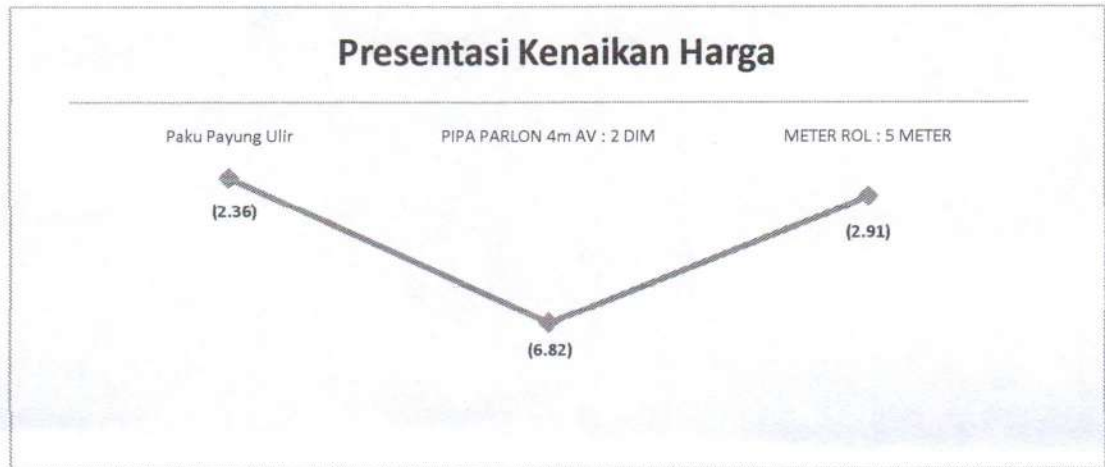 Presentasi Kenaikan Harga
Paku Payung Ulir PIPA PARLON 4m AV : 2 DIM METER ROL : 5 METER
(2.36)
(2.91)
(6.82)